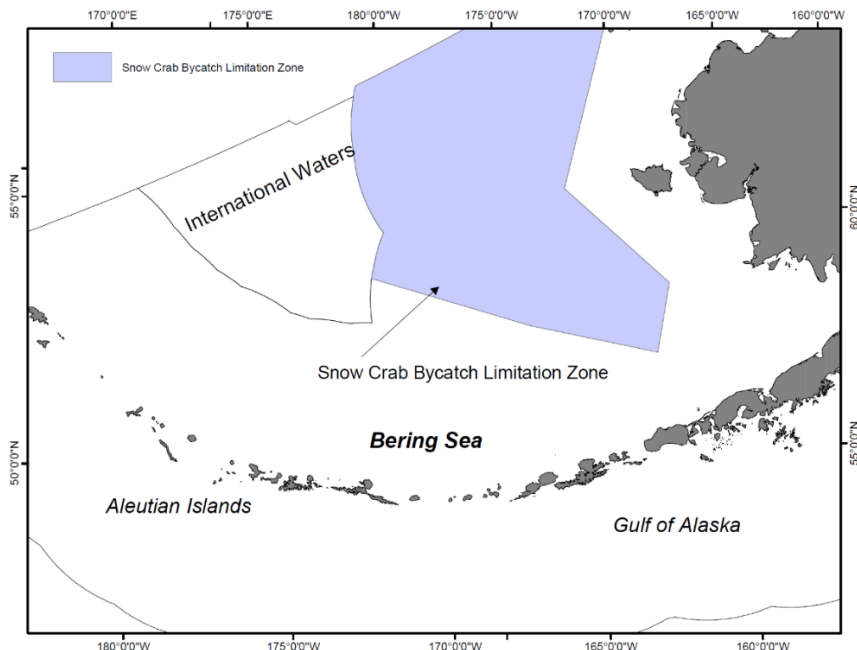 170°0'0"E
175°0'0"E
180°0'0"
175°0'0"W
170°0'0"W
165°0'0"W
160°0'0"W
Snow Crab Bycatch Limitation Zone
International Waters
55°0'0"N
60°0'0"N
Snow Crab Bycatch Limitation Zone
Bering Sea
50°0'0"N
55°0'0"N
Aleutian Islands
Gulf of Alaska
180°0'0"
175°0'0"W
170°0'0"W
165°0'0"W
160°0'0"W